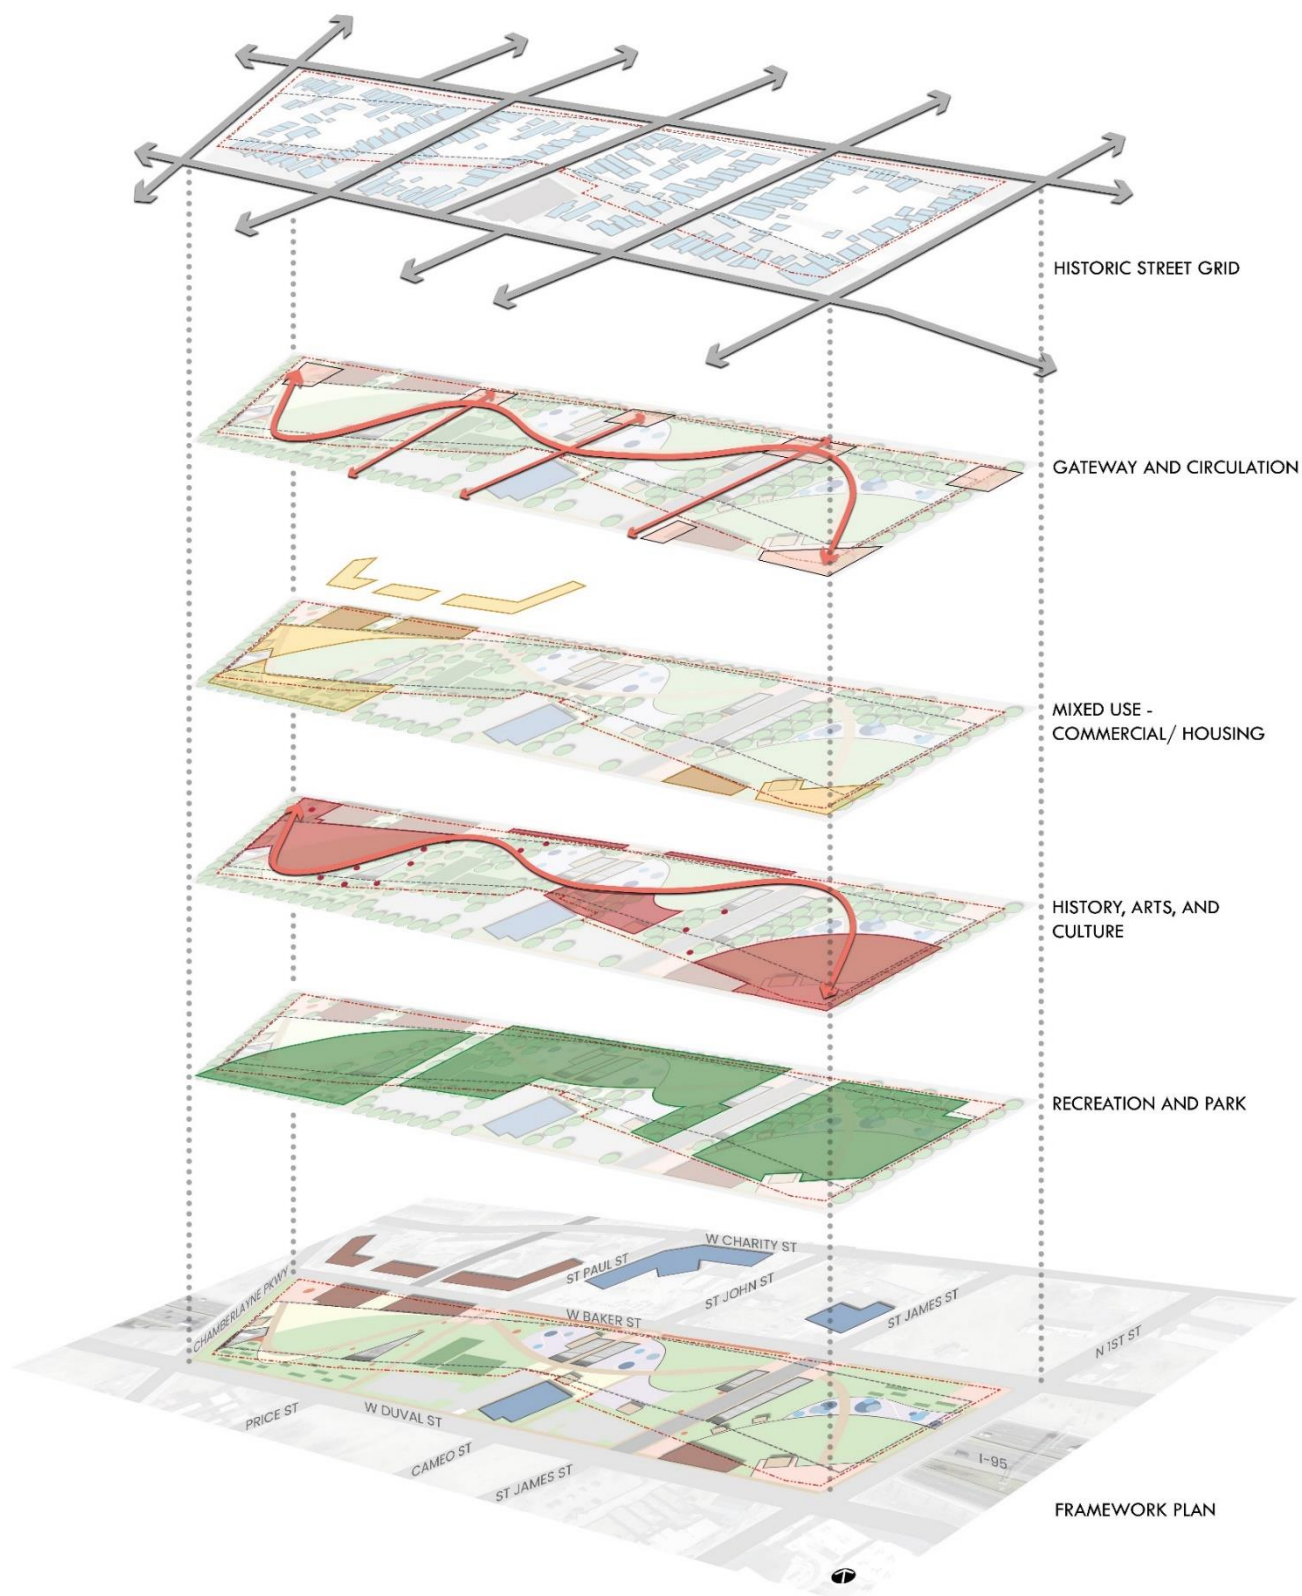 HISTORIC STREET GRID
GATEWAY AND CIRCULATION
MIXED USE -
COMMERCIAL/ HOUSING
HISTORY, ARTS, AND
CULTURE
RECREATION AND PARK
W CHARITY ST
ST PAUL ST
ST JOHN ST
CHAMBERLAYNE PKWY
W BAKER ST
ST JAMES ST
N 1ST ST
PRICE ST
W DUVAL ST
CAMEO ST
ST JAMES ST
I-95
FRAMEWORK PLAN